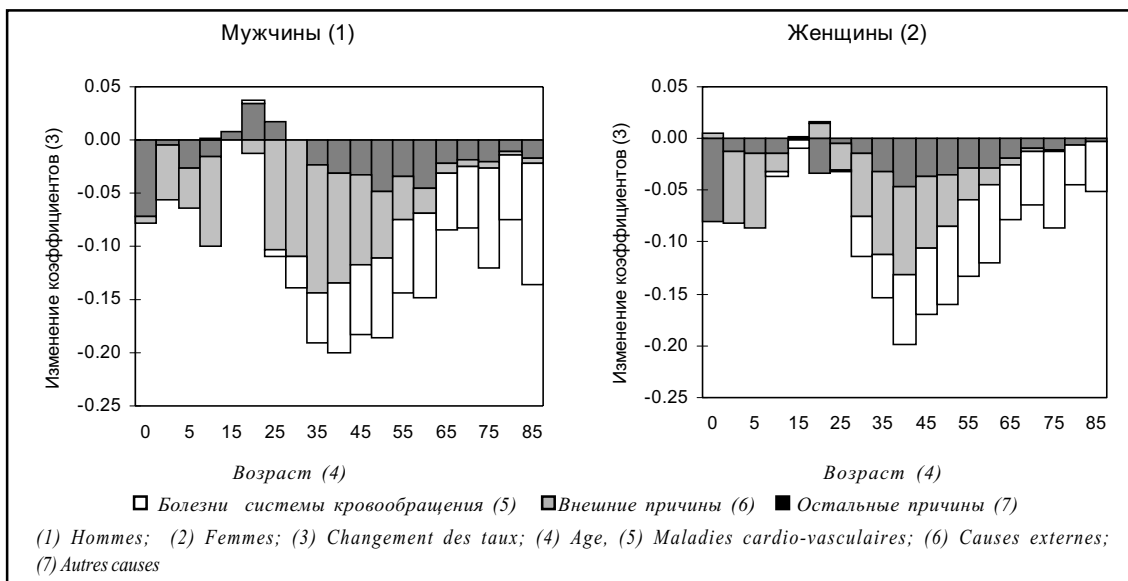 Мужчины (1)
Женщины (2)
Изменение коэффициентов (3)
0.05
0.00
-0.05
-0.10
-0.15
-0.20
-0.25
0 5 15 25 35 45 55 65 75 85
Возраст (4)
Изменение коэффициентов (3)
0.05
0.00
-0.05
-0.10
-0.15
-0.20
-0.25
0 5 15 25 35 45 55 65 75 85
Возраст (4)
Болезни системы кровообращения (5) Внешние причины (6) Остальные причины (7)
(1) Hommes; (2) Femmes; (3) Changement des taux; (4) Age, (5) Maladies cardio-vasculaires; (6) Causes externes;
(7) Autres causes